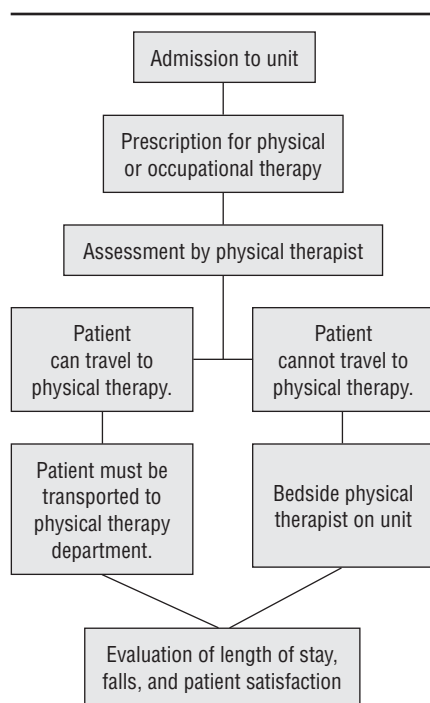 Admission to unit
Prescription for physical
or occupational therapy
Assessment by physical therapist
Patient
can travel to
physical therapy.
Patient
cannot travel to
physical therapy.
Patient must be
transported to
physical therapy
department.
Bedside physical
therapist on unit
Evaluation of length of stay,
falls, and patient satisfaction